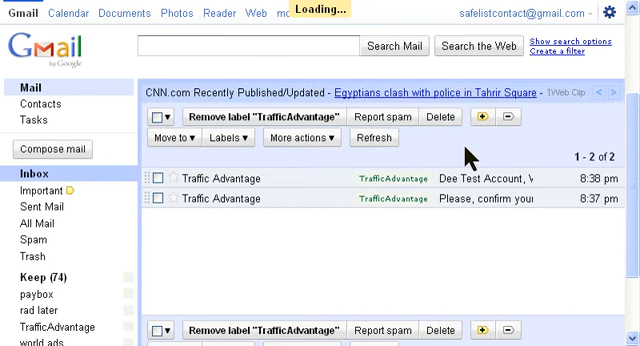 Gmail Calendar Documents Photos Reader Web Loading... safelistcontact@gmail.com
Gmail by Google Search Mail Search the Web Show search options
Create a filter
Mail
Contacts
Tasks
Compose mail
Inbox
Important
Sent Mail
All Mail
Spam
Trash
Keep (74)
paybox
rad later
TrafficAdvantage
world ads
CNN.com Recently Published/Updated - Egyptians clash with police in Tahrir Square - Web Clip < >
Remove label "TrafficAdvantage" Report spam Delete
Move to Labels More actions Refresh
1 - 2 of 2
Traffic Advantage TrafficAdvantage Dee Test Account, 8:38 pm
Traffic Advantage TrafficAdvantage Please, confirm your 8:37 pm
Remove label "TrafficAdvantage" Report spam Delete